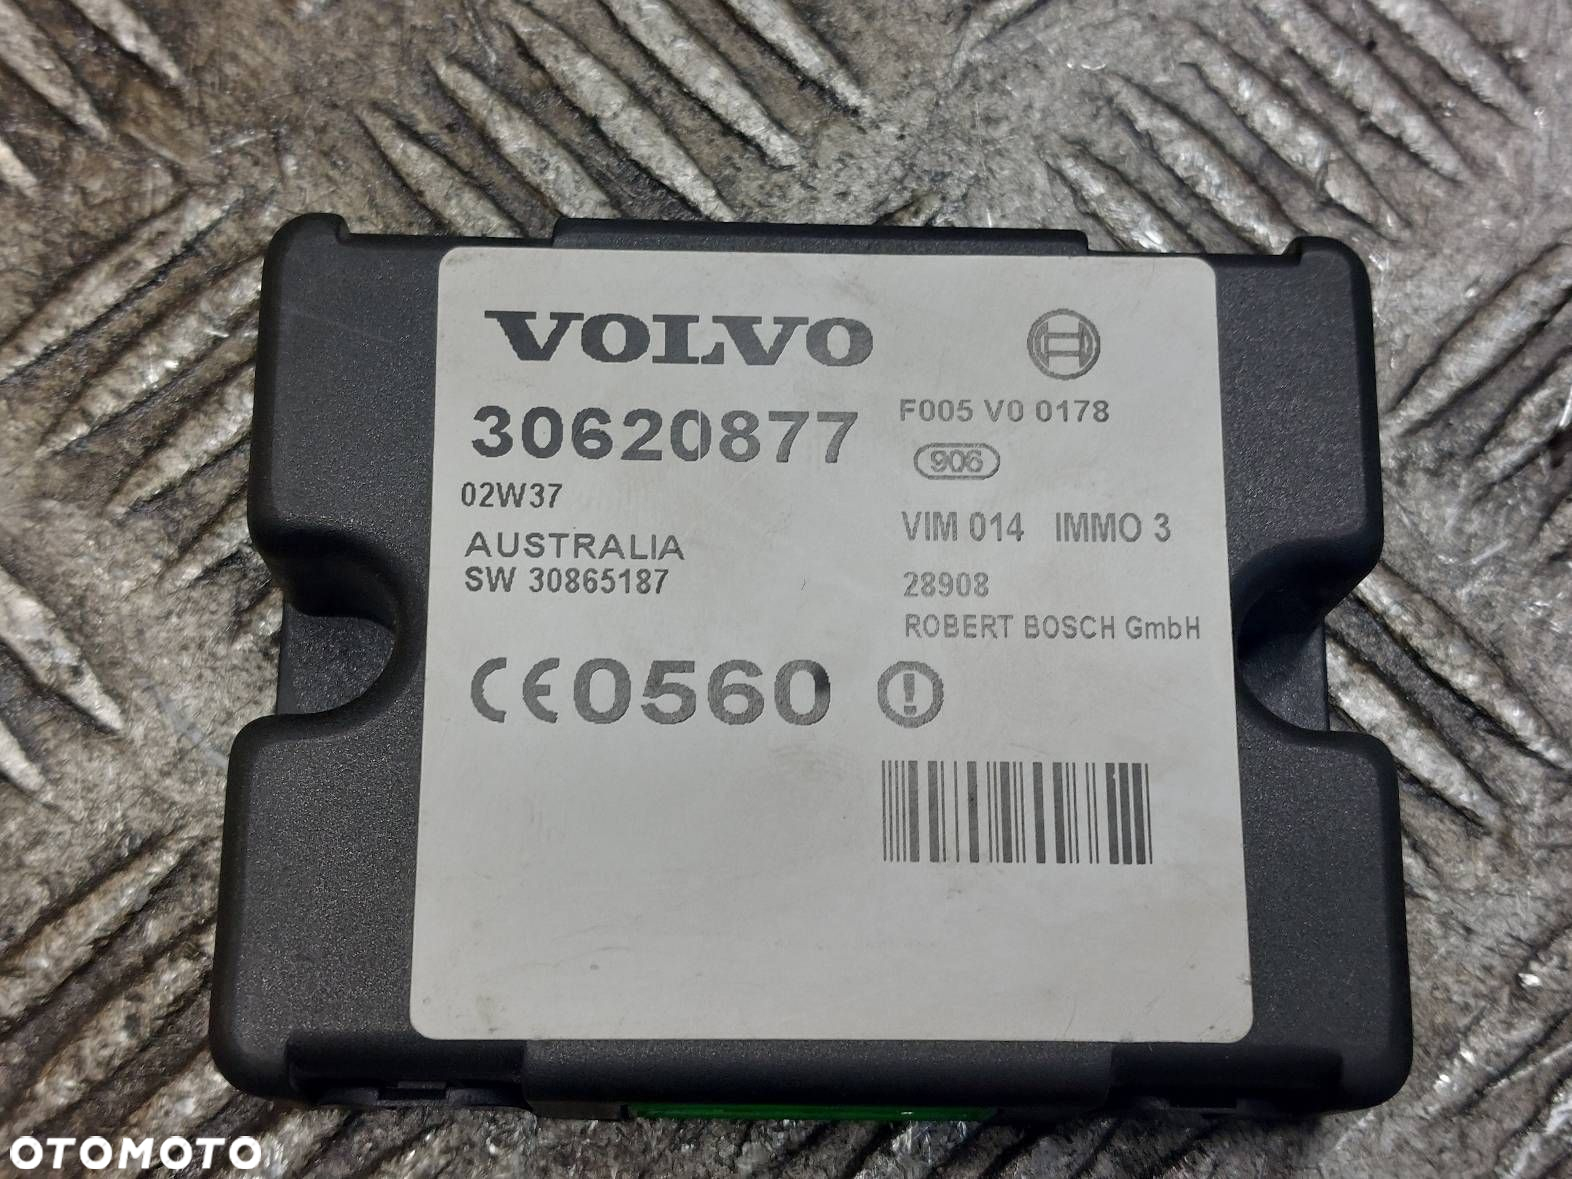 VOLVO
30620877
F005 V0 0178
906
02W37
VIM 014 IMMO 3
AUSTRALIA
SW 30865187
28908
ROBERT BOSCH GmbH
CE0560
OTOMOTO